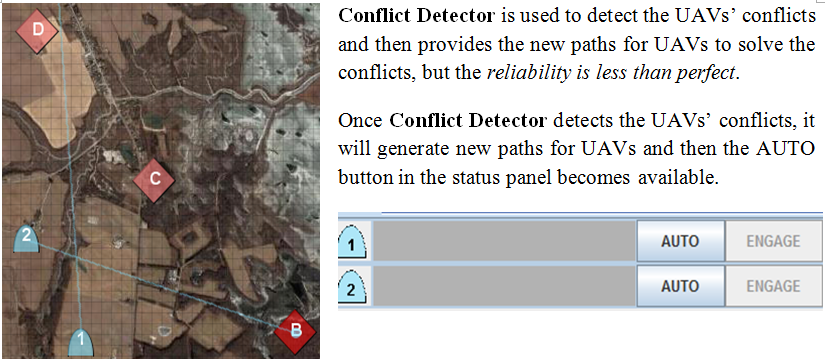 D
C
2
1
B
Conflict Detector is used to detect the UAVs’ conflicts
and then provides the new paths for UAVs to solve the
conflicts, but the reliability is less than perfect.
Once Conflict Detector detects the UAVs’ conflicts, it
will generate new paths for UAVs and then the AUTO
button in the status panel becomes available.
1 AUTO ENGAGE
2 AUTO ENGAGE